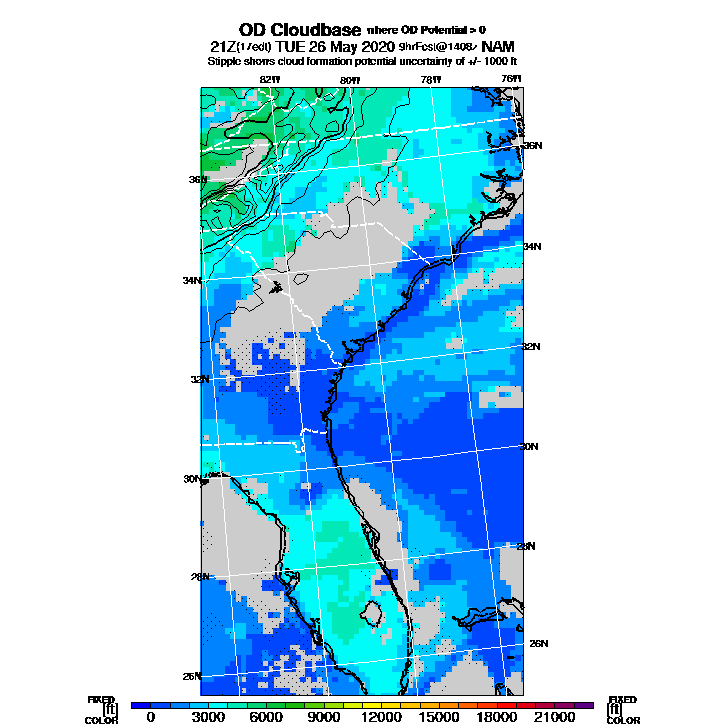 OD Cloudbase where OD Potential > 0
21Z(17edt) TUE 26 May 2020 9hrFcst@1408z NAM
Stipple shows cloud formation potential uncertainty of +/- 1000 ft
82W 80W 78W 76W
36N 36N
34N 34N
32N 32N
30N 30N
28N 28N
26N 26N
FIXED FIXED
[ft] [ft]
COLOR COLOR
0 3000 6000 9000 12000 15000 18000 21000